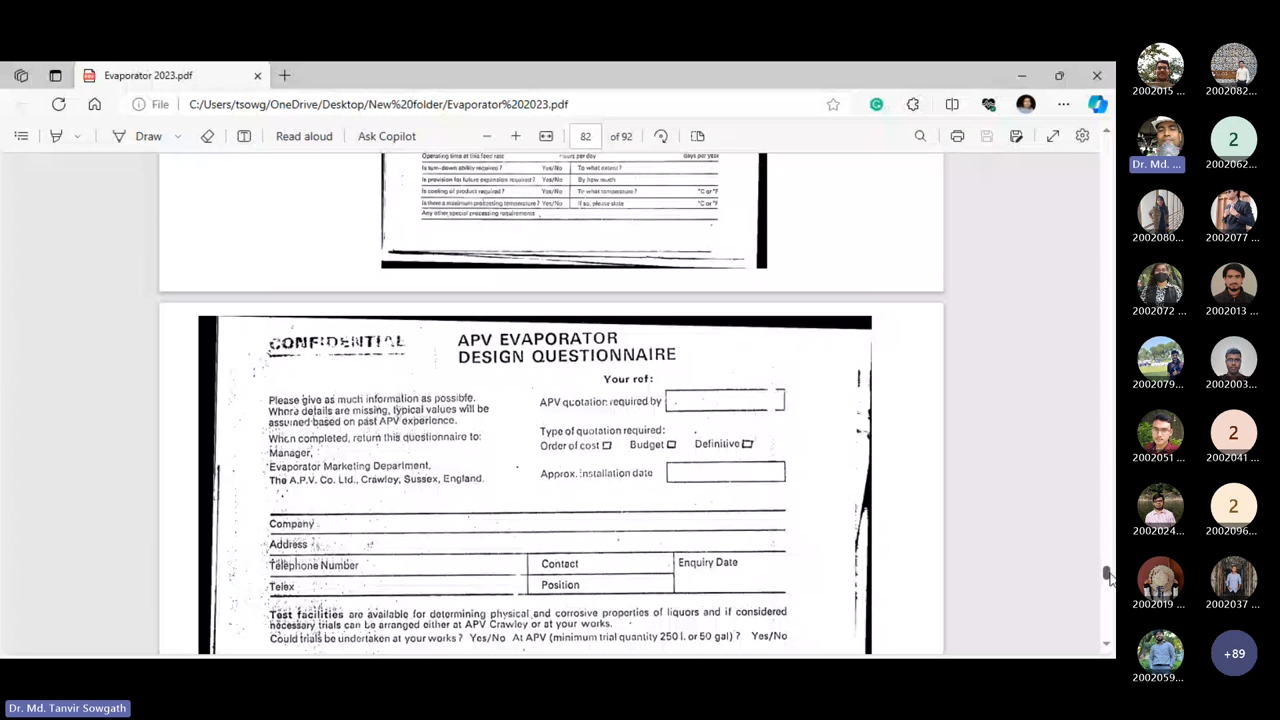 Evaporator 2023.pdf
File
C:/Users/tsowg/OneDrive/Desktop/New%20folder/Evaporator%202023.pdf
Draw
Read aloud
Ask Copilot
82
of 92
Operating time at this feed rate hours per day days per year
Is turn-down ability required? Yes/No To what extent?
Is provision for future expansion required? Yes/No By how much
Is cooling of product required? Yes/No To what temperature? °C or °F
Is there a maximum processing temperature? Yes/No If so, please state °C or °F
Any other special processing requirements
CONFIDENTIAL
APV EVAPORATOR
DESIGN QUESTIONNAIRE
Your ref:
Please give as much information as possible.
Where details are missing, typical values will be
assumed based on past APV experience.
When completed, return this questionnaire to:
Manager,
Evaporator Marketing Department,
The A.P.V. Co. Ltd., Crawley, Sussex, England.
APV quotation required by
Type of quotation required:
Order of cost Budget Definitive
Approx. installation date
Company
Address
Telephone Number Contact Enquiry Date
Telex Position
Test facilities are available for determining physical and corrosive properties of liquors and if considered
necessary trials can be arranged either at APV Crawley or at your works.
Could trials be undertaken at your works? Yes/No At APV (minimum trial quantity 250 l. or 50 gal) ? Yes/No
2002015 ...
2002082...
Dr. Md. ...
2
2002062...
2002080...
2002077 ...
2002072 ...
2002013 ...
2002079...
2002003...
2002051 ...
2
2002041 ...
2002024...
2
2002096...
2002019 ...
2002037 ...
2002059...
+89
Dr. Md. Tanvir Sowgath